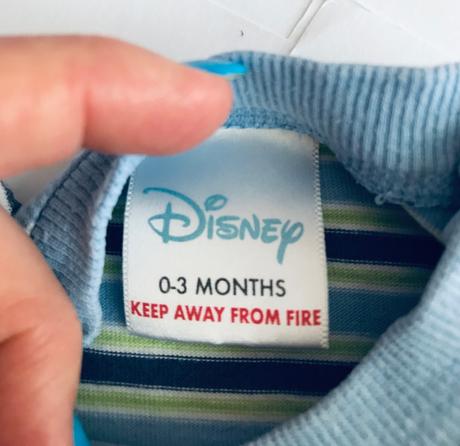 Disney
0-3 MONTHS
KEEP AWAY FROM FIRE